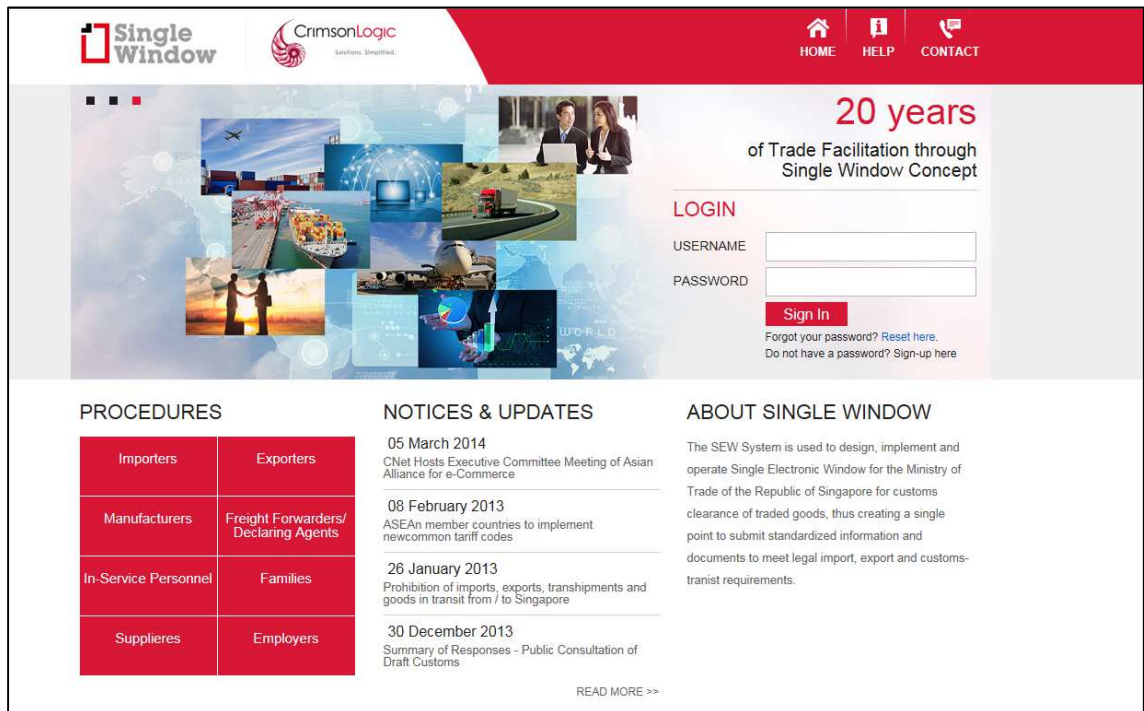 Single
Window
CrimsonLogic
Solutions. Simplified.
HOME
HELP
CONTACT
20 years
of Trade Facilitation through
Single Window Concept
LOGIN
USERNAME
PASSWORD
Sign In
Forgot your password? Reset here.
Do not have a password? Sign-up here
WORLD
PROCEDURES
Importers
Exporters
Manufacturers
Freight Forwarders/
Declaring Agents
In-Service Personnel
Families
Supplieres
Employers
NOTICES & UPDATES
05 March 2014
CNet Hosts Executive Committee Meeting of Asian
Alliance for e-Commerce
08 February 2013
ASEAn member countries to implement
newcommon tariff codes
26 January 2013
Prohibition of imports, exports, transhipments and
goods in transit from / to Singapore
30 December 2013
Summary of Responses - Public Consultation of
Draft Customs
READ MORE >>
ABOUT SINGLE WINDOW
The SEW System is used to design, implement and
operate Single Electronic Window for the Ministry of
Trade of the Republic of Singapore for customs
clearance of traded goods, thus creating a single
point to submit standardized information and
documents to meet legal import, export and customs-
tranist requirements.